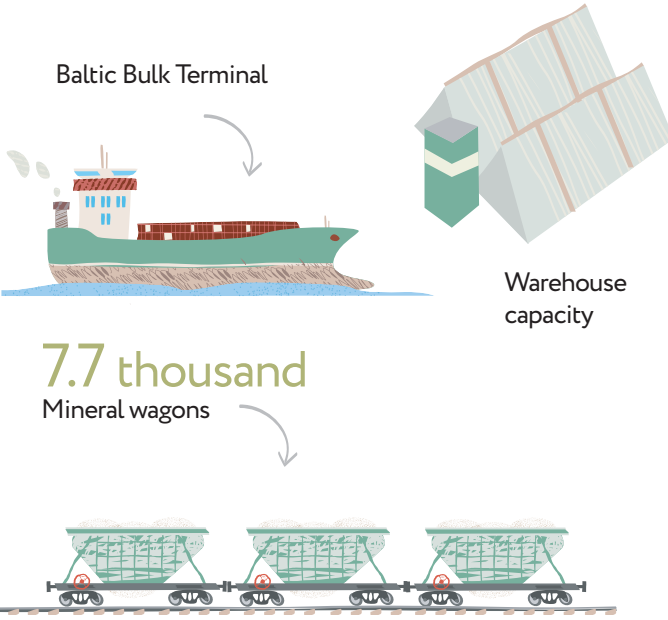 Baltic Bulk Terminal
Warehouse
capacity
7.7 thousand
Mineral wagons